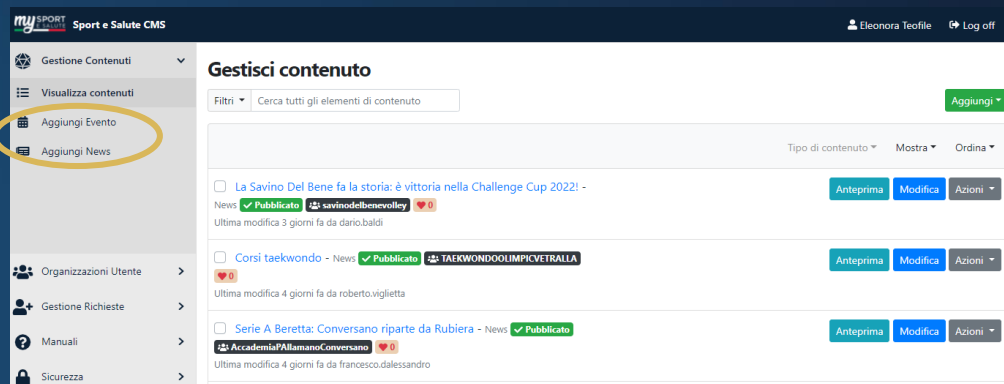 my SPORT E SALUTE Sport e Salute CMS
Eleonora Teofile Log off
Gestione Contenuti
Visualizza contenuti
Aggiungi Evento
Aggiungi News
Organizzazioni Utente
Gestione Richieste
Manuali
Sicurezza
Gestisci contenuto
Filtri Cerca tutti gli elementi di contenuto Aggiungi
Tipo di contenuto Mostra Ordina
La Savino Del Bene fa la storia: è vittoria nella Challenge Cup 2022! -
News Pubblicato savinodelbenevolley 0
Ultima modifica 3 giorni fa da dario.baldi
Anteprima Modifica Azioni
Corsi taekwondo - News Pubblicato TAEKWONDOOLIMPICVETRALLA
0
Ultima modifica 4 giorni fa da roberto.viglietta
Anteprima Modifica Azioni
Serie A Beretta: Conversano riparte da Rubiera - News Pubblicato
AccademiaPAllamanoConversano 0
Ultima modifica 4 giorni fa da francesco.dalessandro
Anteprima Modifica Azioni